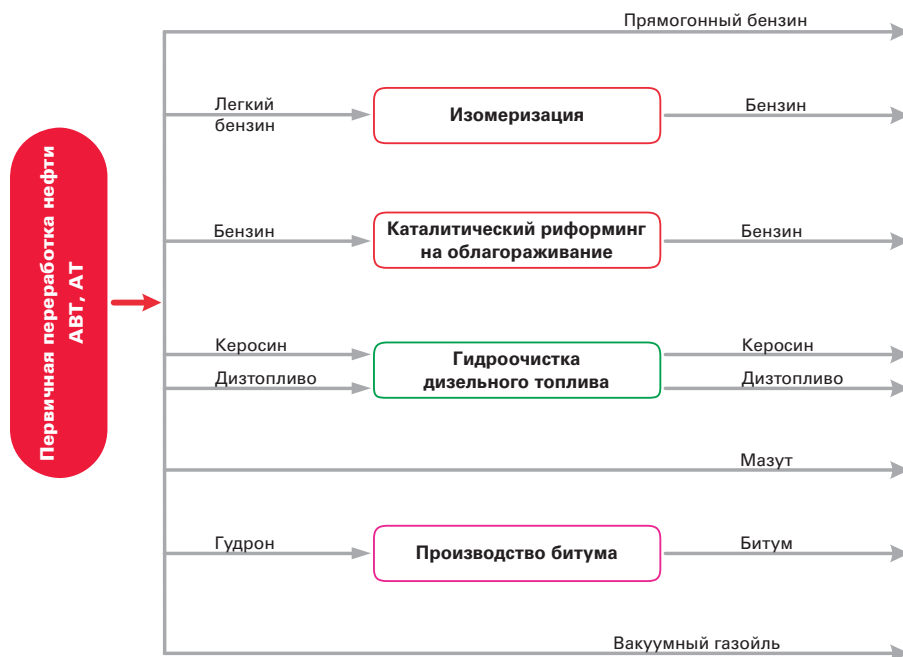 Первичная переработка нефти
АВТ, АТ
Прямогонный бензин
Легкий
бензин
Изомеризация
Бензин
Бензин
Каталитический риформинг
на облагораживание
Бензин
Керосин
Дизтопливо
Гидроочистка
дизельного топлива
Керосин
Дизтопливо
Мазут
Гудрон
Производство битума
Битум
Вакуумный газойль